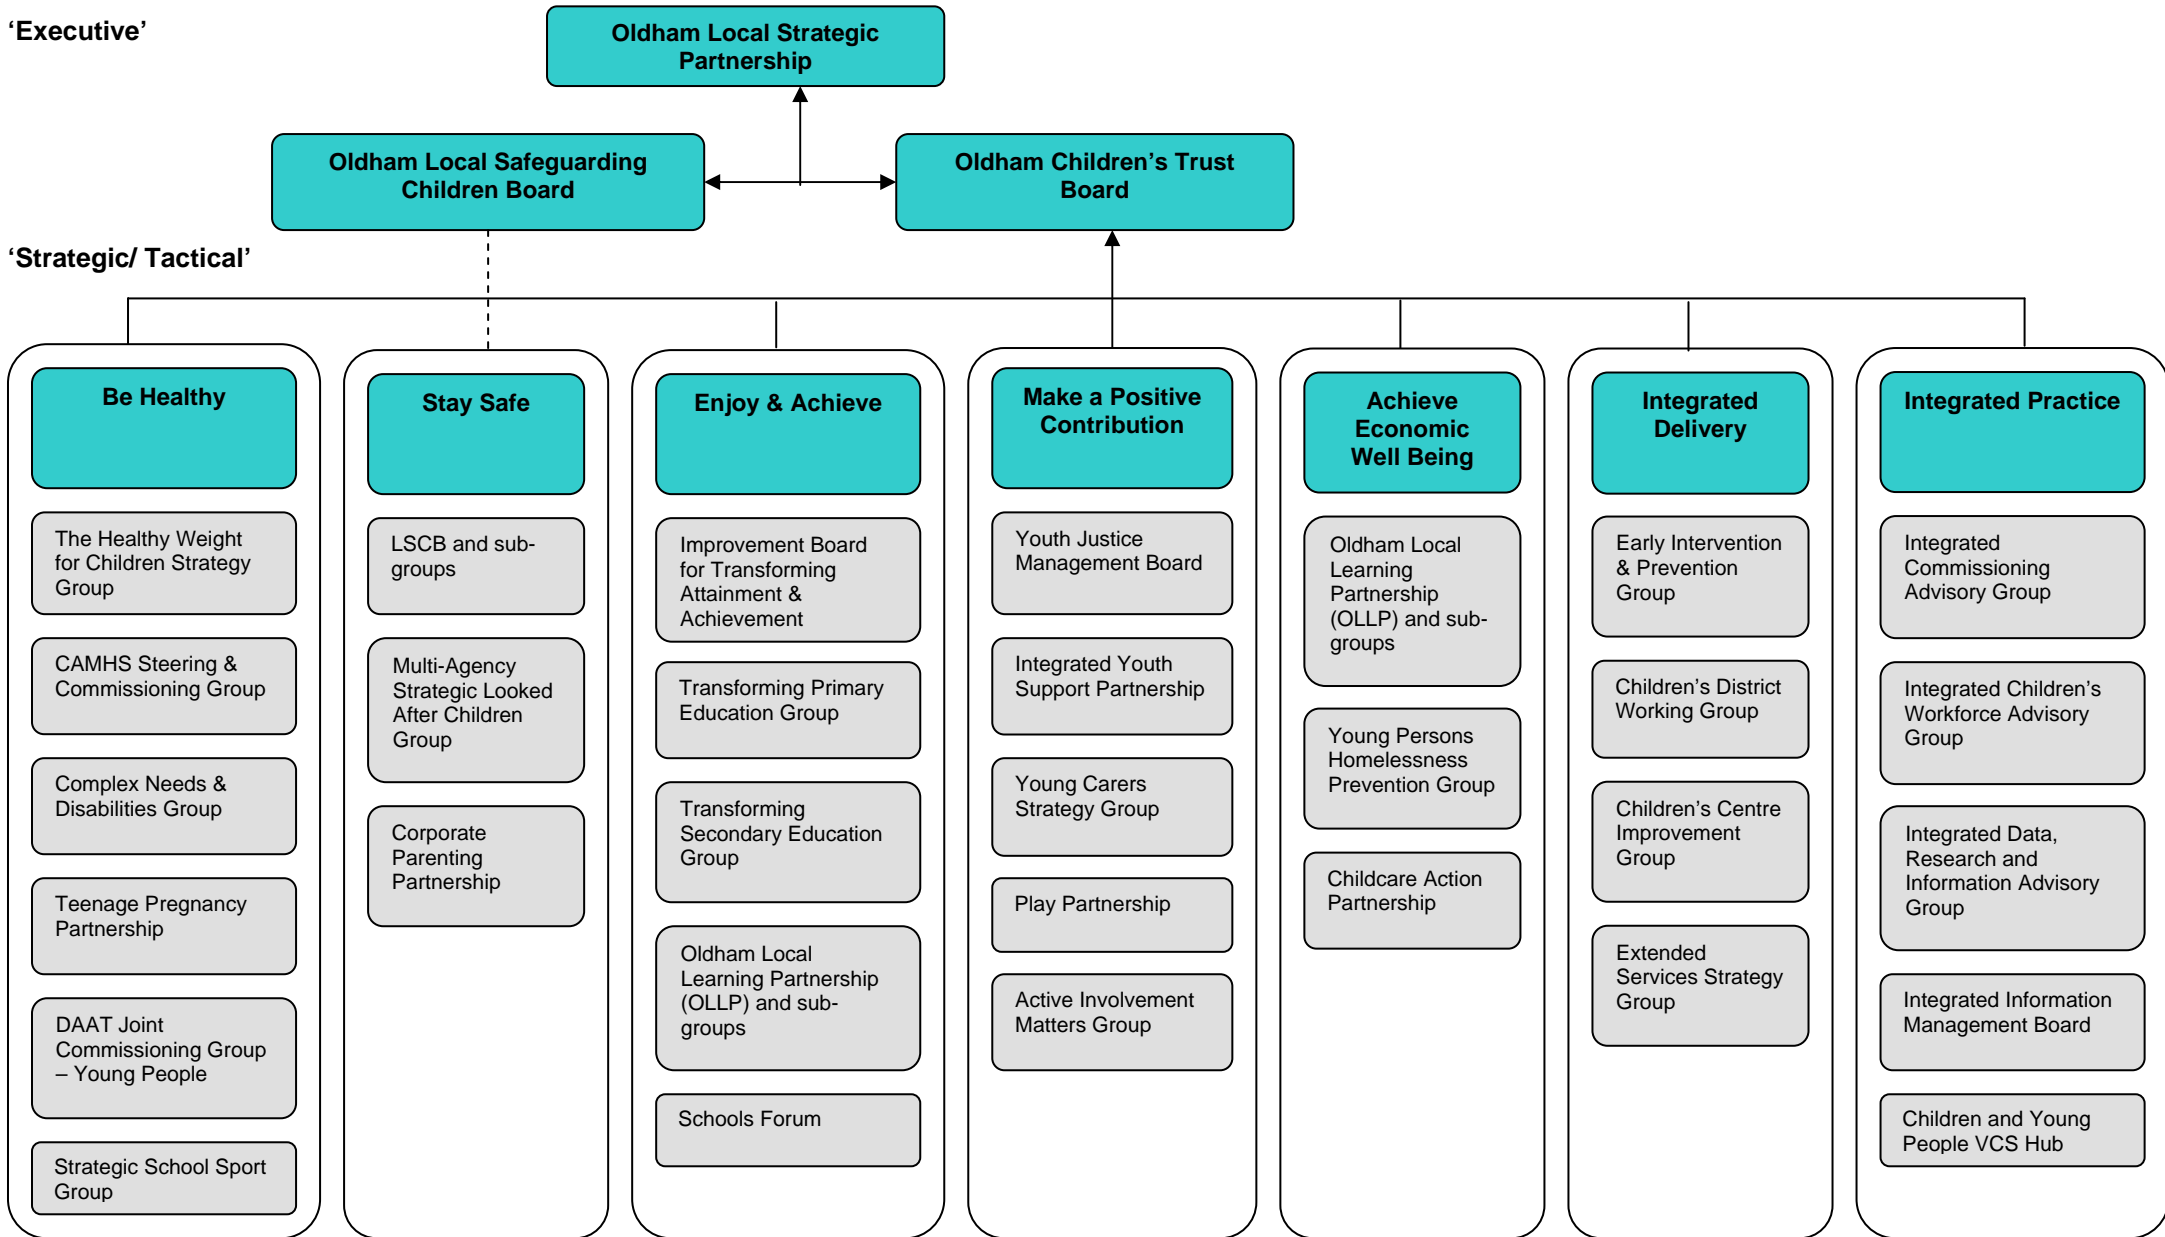 ‘Executive’
Oldham Local Strategic
Partnership
Oldham Local Safeguarding
Children Board
Oldham Children’s Trust
Board
‘Strategic/ Tactical’
Be Healthy
The Healthy Weight
for Children Strategy
Group
CAMHS Steering &
Commissioning Group
Complex Needs &
Disabilities Group
Teenage Pregnancy
Partnership
DAAT Joint
Commissioning Group
– Young People
Strategic School Sport
Group
Stay Safe
LSCB and sub-
groups
Multi-Agency
Strategic Looked
After Children
Group
Corporate
Parenting
Partnership
Enjoy & Achieve
Improvement Board
for Transforming
Attainment &
Achievement
Transforming Primary
Education Group
Transforming
Secondary Education
Group
Oldham Local
Learning Partnership
(OLLP) and sub-
groups
Schools Forum
Make a Positive
Contribution
Youth Justice
Management Board
Integrated Youth
Support Partnership
Young Carers
Strategy Group
Play Partnership
Active Involvement
Matters Group
Achieve
Economic
Well Being
Oldham Local
Learning
Partnership
(OLLP) and sub-
groups
Young Persons
Homelessness
Prevention Group
Childcare Action
Partnership
Integrated
Delivery
Early Intervention
& Prevention
Group
Children’s District
Working Group
Children’s Centre
Improvement
Group
Extended
Services Strategy
Group
Integrated Practice
Integrated
Commissioning
Advisory Group
Integrated Children’s
Workforce Advisory
Group
Integrated Data,
Research and
Information Advisory
Group
Integrated Information
Management Board
Children and Young
People VCS Hub